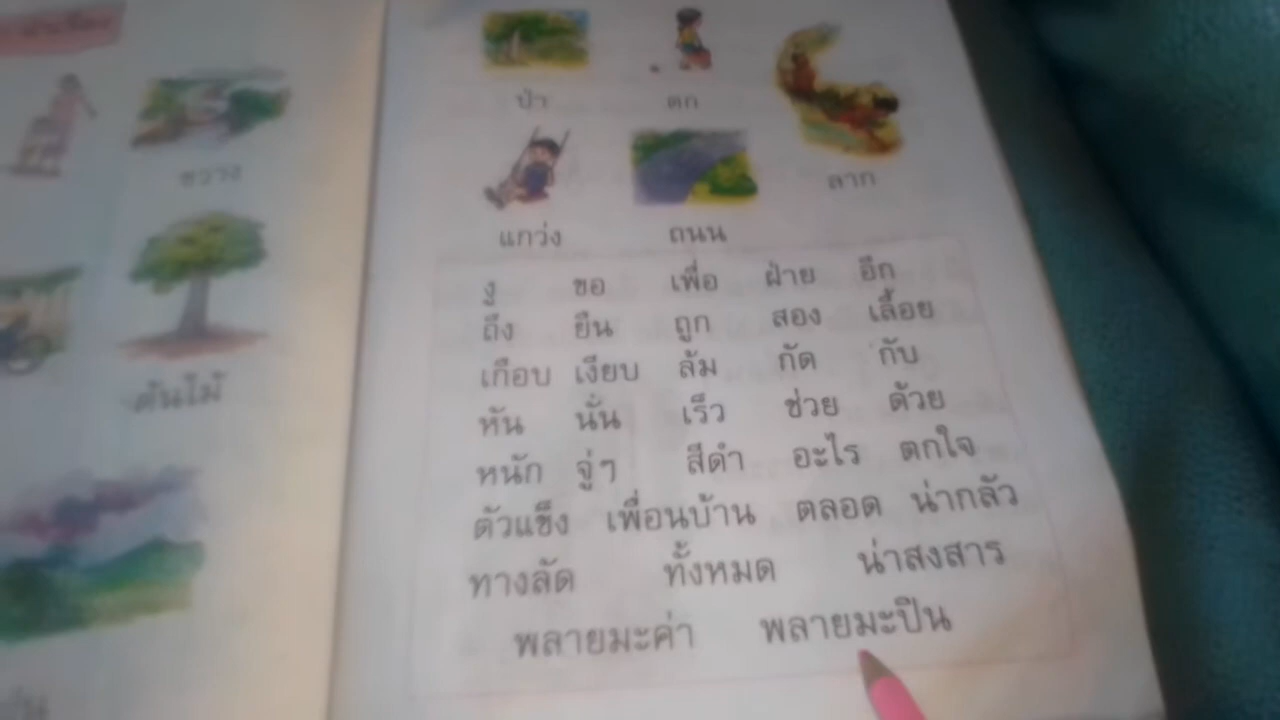 ขวาง
ต้นไม้
ป่า ตก
ลาก
แกว่ง ถนน
งู ขอ เพื่อ ฝ่าย อีก
ถึง ยืน ถูก สอง เลื้อย
เกือบ เงียบ ล้ม กัด กับ
หัน นั่น เร็ว ช่วย ด้วย
หนัก จู่ๆ สีดำ อะไร ตกใจ
ตัวแข็ง เพื่อนบ้าน ตลอด น่ากลัว
ทางลัด ทั้งหมด น่าสงสาร
พลายมะค่า พลายมะปิน